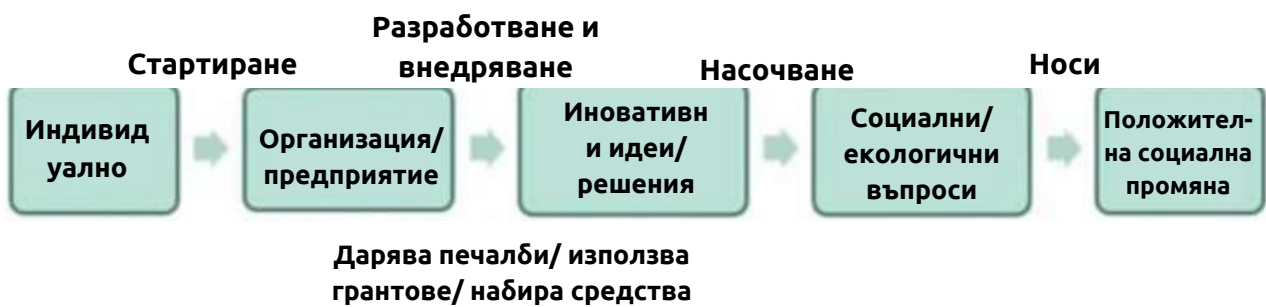 Стартиране
Разработване и
внедряване
Насочване
Носи
Индивид
уално
Организация/
предприятие
Иновативн
и идеи/
решения
Социални/
екологични
въпроси
Положител-
на социална
промяна
Дарява печалби/ използва
грантове/ набира средства